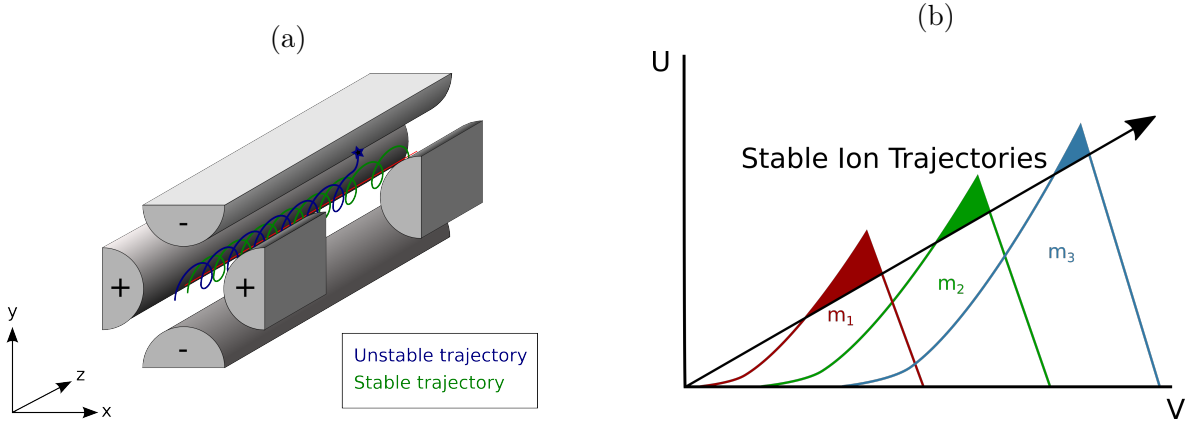 (a)
-
+
+
-
y
z
x
Unstable trajectory
Stable trajectory
(b)
U
Stable Ion Trajectories
m₁
m₂
m₃
V